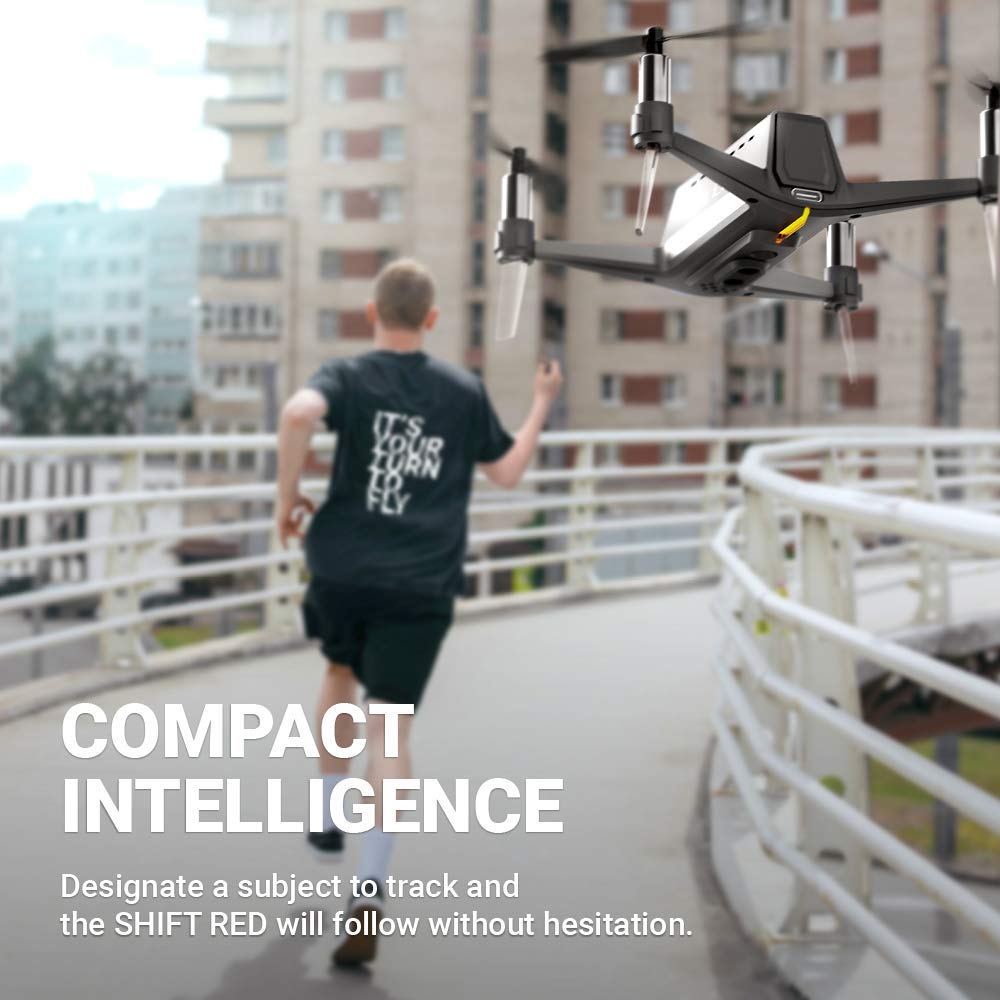 IT'S
YOUR
TURN
TO
FLY
COMPACT
INTELLIGENCE
Designate a subject to track and
the SHIFT RED will follow without hesitation.